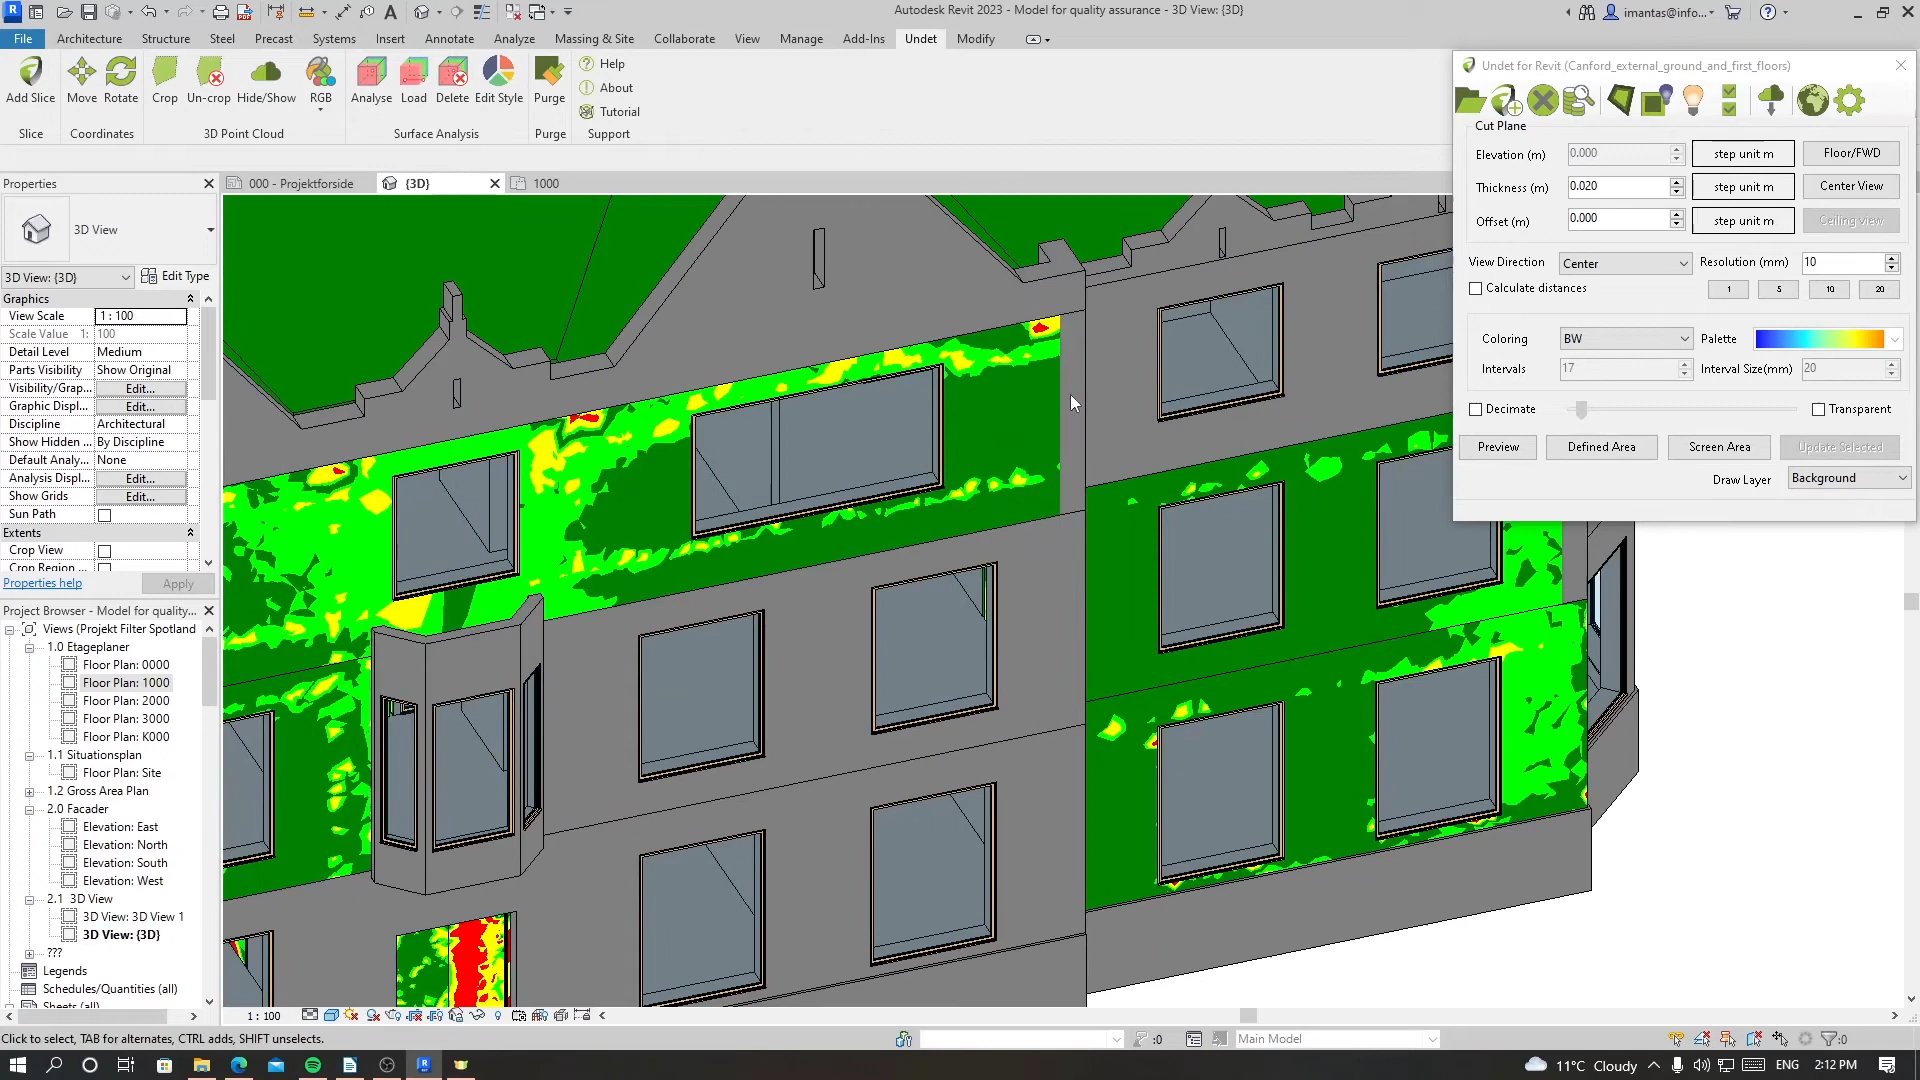 Autodesk Revit 2023 - Model for quality assurance - 3D View: {3D}
imantas@info...
File Architecture Structure Steel Precast Systems Insert Annotate Analyze Massing & Site Collaborate View Manage Add-Ins Undet Modify
Add Slice Move Rotate Crop Un-crop Hide/Show RGB Analyse Load Delete Edit Style Purge
Help
About
Tutorial
Slice Coordinates 3D Point Cloud Surface Analysis Purge Support
Undet for Revit (Canford_external_ground_and_first_floors)
Cut Plane
Elevation (m) 0.000 step unit m Floor/FWD
Thickness (m) 0.020 step unit m Center View
Offset (m) 0.000 step unit m Ceiling view
View Direction Center Resolution (mm) 10
Calculate distances 1 5 10 20
Coloring BW Palette
Intervals 17 Interval Size(mm) 20
Decimate Transparent
Preview Defined Area Screen Area Update Selected
Draw Layer Background
Properties
000 - Projektforside {3D} 1000
3D View
3D View: {3D} Edit Type
Graphics
View Scale 1 : 100
Scale Value 1: 100
Detail Level Medium
Parts Visibility Show Original
Visibility/Grap... Edit...
Graphic Displ... Edit...
Discipline Architectural
Show Hidden ... By Discipline
Default Analy... None
Analysis Displ... Edit...
Show Grids Edit...
Sun Path
Extents
Crop View
Crop Region
Properties help Apply
Project Browser - Model for quality...
Views (Projekt Filter Spotland
1.0 Etageplaner
Floor Plan: 0000
Floor Plan: 1000
Floor Plan: 2000
Floor Plan: 3000
Floor Plan: K000
1.1 Situationsplan
Floor Plan: Site
1.2 Gross Area Plan
2.0 Facader
Elevation: East
Elevation: North
Elevation: South
Elevation: West
2.1 3D View
3D View: 3D View 1
3D View: {3D}
???
Legends
Schedules/Quantities (all)
Sheets (all)
1 : 100
Click to select, TAB for alternates, CTRL adds, SHIFT unselects.
:0
Main Model
:0
11°C Cloudy ENG 2:12 PM